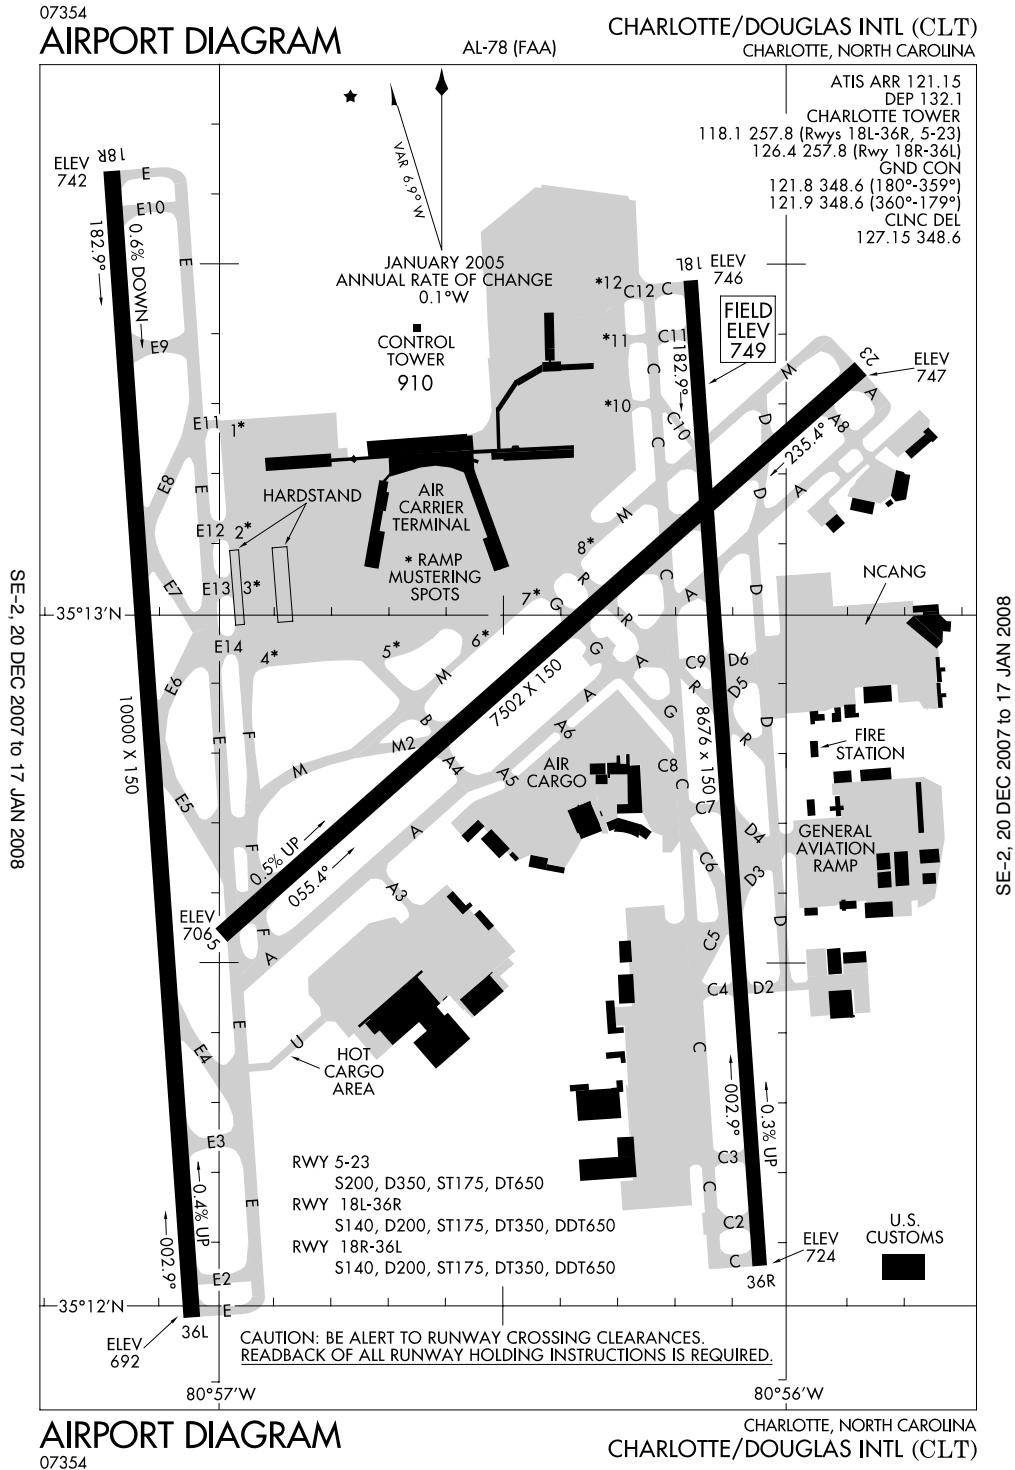 07354
AIRPORT DIAGRAM
AL-78 (FAA)
CHARLOTTE/DOUGLAS INTL (CLT)
CHARLOTTE, NORTH CAROLINA
ATIS ARR 121.15
DEP 132.1
CHARLOTTE TOWER
118.1 257.8 (Rwys 18L-36R, 5-23)
126.4 257.8 (Rwy 18R-36L)
GND CON
121.8 348.6 (180°-359°)
121.9 348.6 (360°-179°)
CLNC DEL
127.15 348.6
VAR 6.9° W
JANUARY 2005
ANNUAL RATE OF CHANGE
0.1°W
ELEV
742
18R
E
E10
182.9°
0.6% DOWN
E
E9
CONTROL
TOWER
910
*12
C12
C
18L
ELEV
746
FIELD
ELEV
749
*11
C11
C
182.9°
*10
C
C10
M
23
ELEV
747
A
D
A8
235.4°
E11
1*
E8
E
HARDSTAND
AIR
CARRIER
TERMINAL
* RAMP
MUSTERING
SPOTS
E12
2*
M
D
A
8*
E7
E13
3*
R
C
A
D
NCANG
7*
G
R
35°13'N
E14
4*
5*
6*
G
A
C9
D6
E6
M
A
R
D5
10000 X 150
7502 X 150
8676 X 150
E
F
B
M2
A6
G
R
D
FIRE
STATION
M
A4
A5
AIR
CARGO
C8
C
E5
C7
A
D4
GENERAL
AVIATION
RAMP
F
0.5% UP
055.4°
C6
D3
A3
ELEV
706
5
F
A
C5
D
C4
D2
E
U
C
E4
HOT
CARGO
AREA
002.9°
0.3% UP
E3
C3
RWY 5-23
S200, D350, ST175, DT650
RWY 18L-36R
S140, D200, ST175, DT350, DDT650
RWY 18R-36L
S140, D200, ST175, DT350, DDT650
0.4% UP
E
002.9°
C
C2
C
ELEV
724
36R
U.S.
CUSTOMS
E2
E
35°12'N
36L
ELEV
692
CAUTION: BE ALERT TO RUNWAY CROSSING CLEARANCES.
READBACK OF ALL RUNWAY HOLDING INSTRUCTIONS IS REQUIRED.
80°57'W
80°56'W
SE-2, 20 DEC 2007 to 17 JAN 2008
SE-2, 20 DEC 2007 to 17 JAN 2008
AIRPORT DIAGRAM
07354
CHARLOTTE, NORTH CAROLINA
CHARLOTTE/DOUGLAS INTL (CLT)